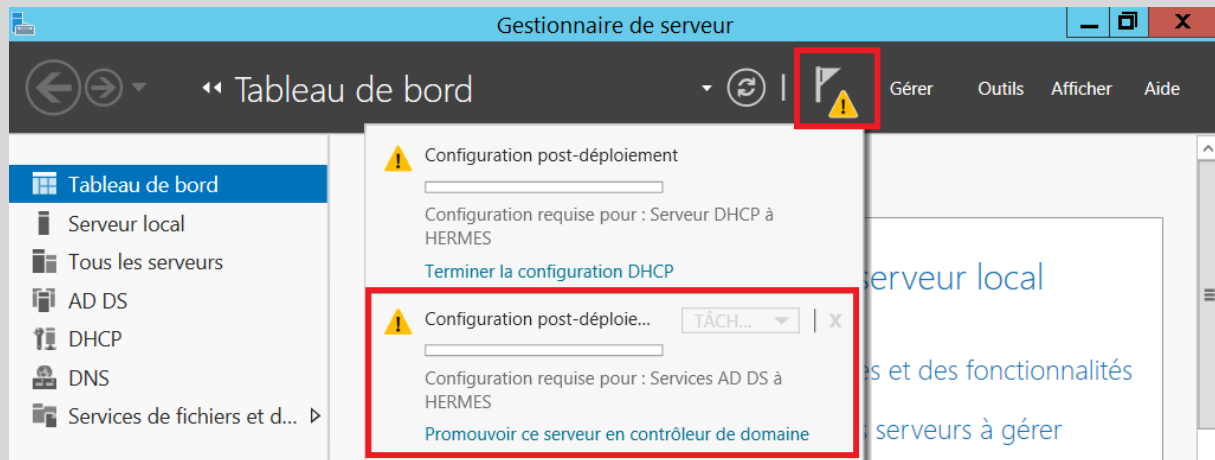 Gestionnaire de serveur
Tableau de bord
Gérer Outils Afficher Aide
Tableau de bord
Serveur local
Tous les serveurs
AD DS
DHCP
DNS
Services de fichiers et d...
Configuration post-déploiement
Configuration requise pour : Serveur DHCP à
HERMES
Terminer la configuration DHCP
Configuration post-déploie... TÂCH... X
Configuration requise pour : Services AD DS à
HERMES
Promouvoir ce serveur en contrôleur de domaine
serveur local
es et des fonctionnalités
serveurs à gérer